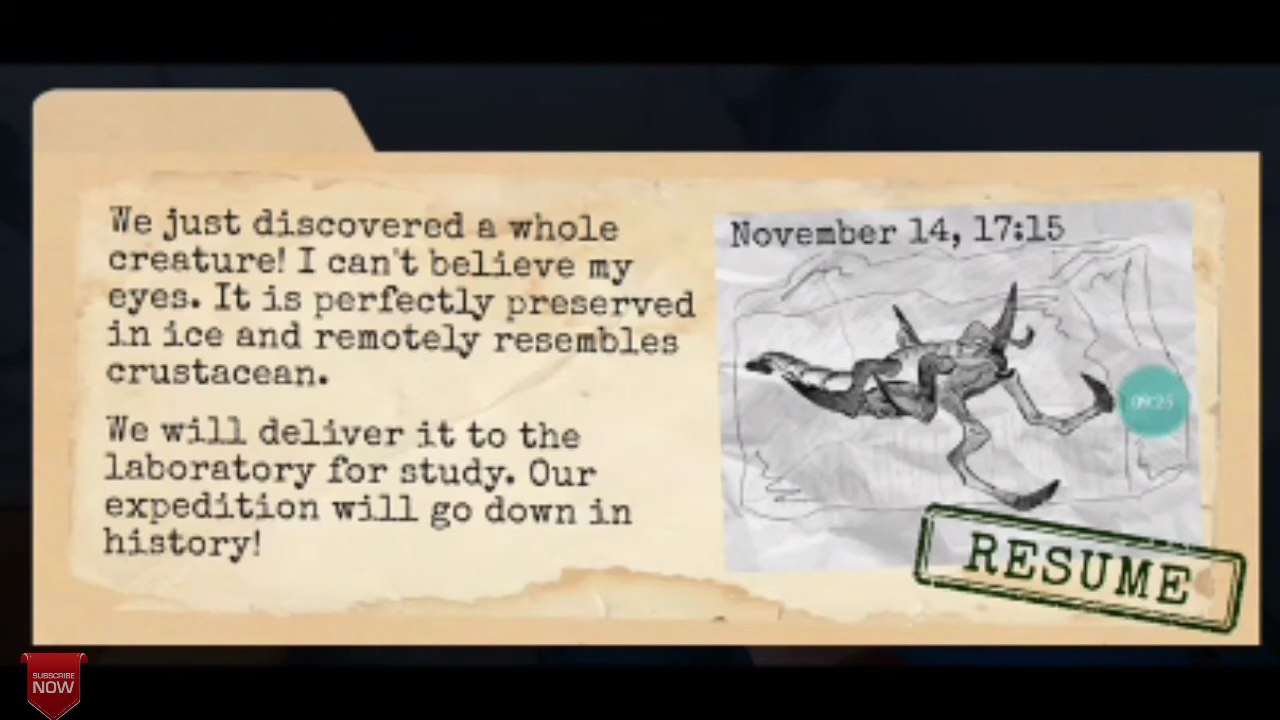 We just discovered a whole
creature! I can't believe my
eyes. It is perfectly preserved
in ice and remotely resembles
crustacean.
We will deliver it to the
laboratory for study. Our
expedition will go down in
history!
November 14, 17:15
09:25
RESUME
SUBSCRIBE
NOW